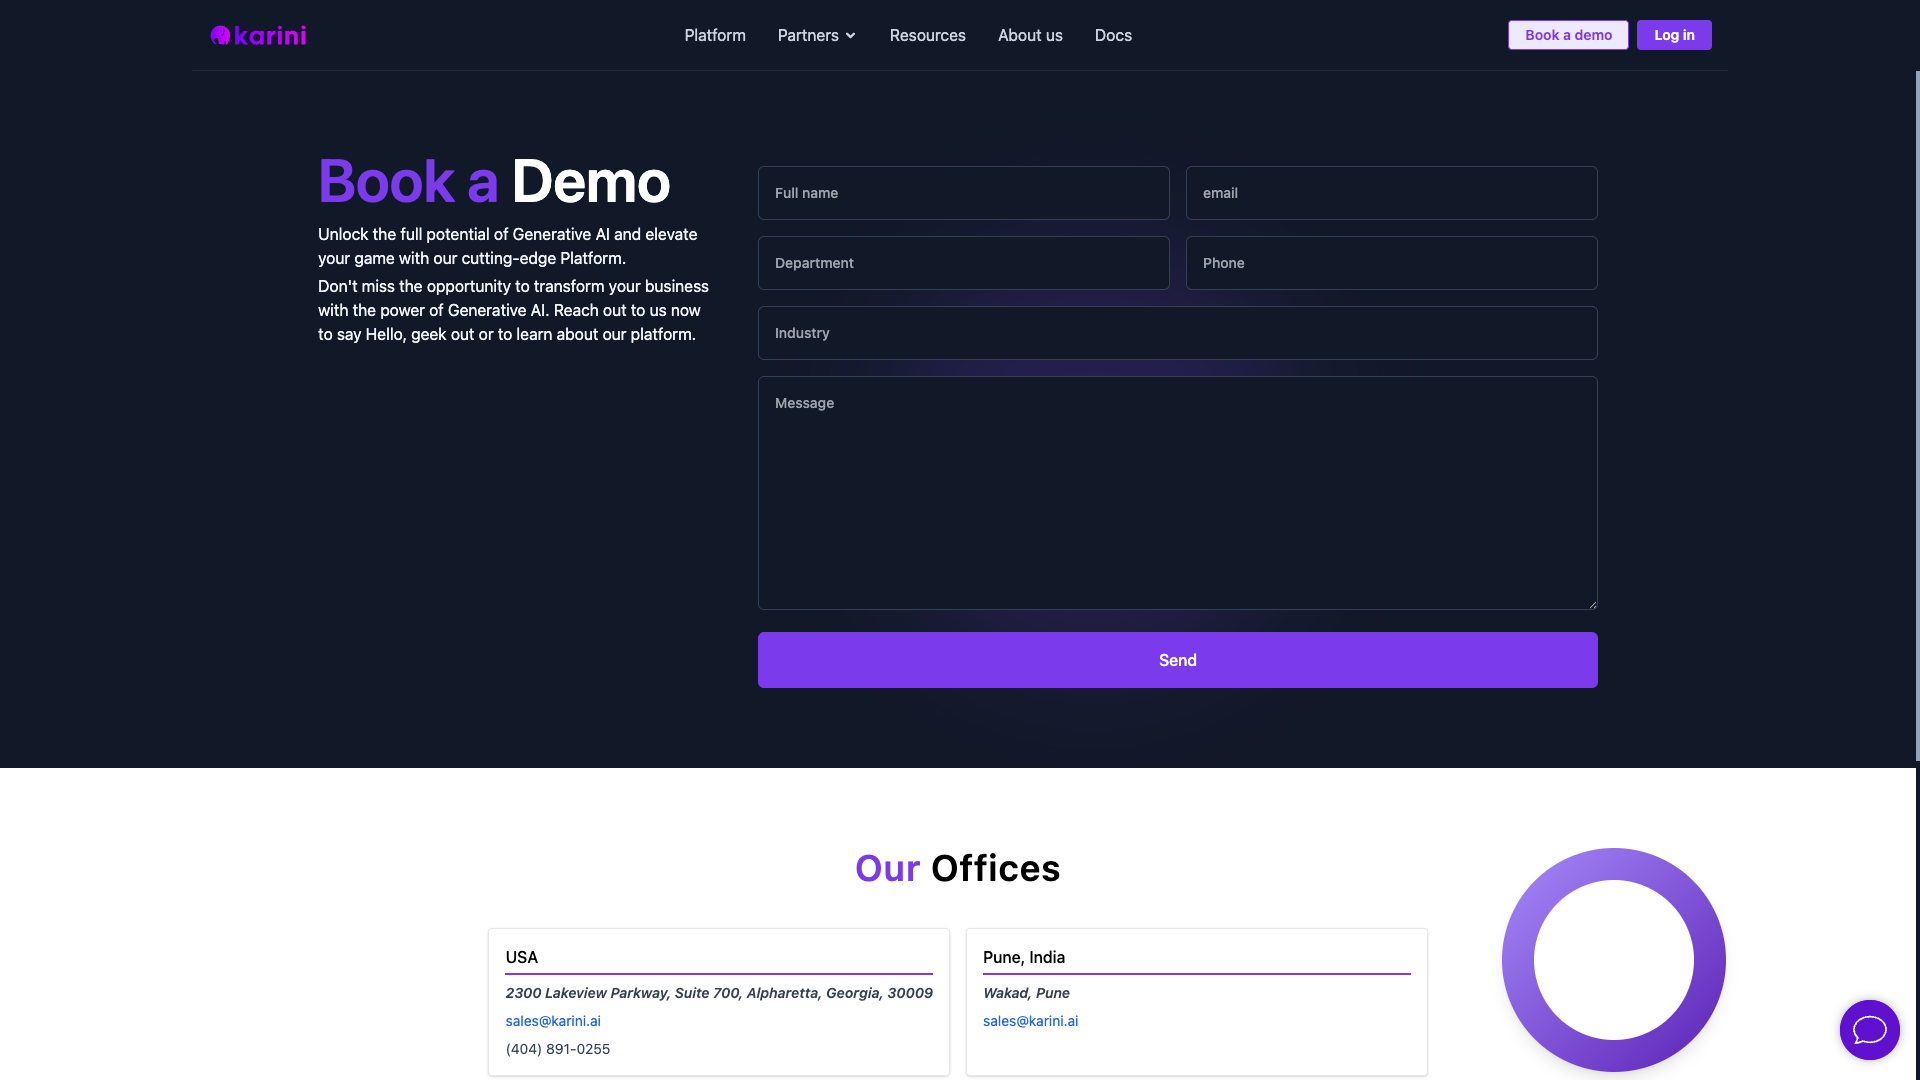 karini
Platform
Partners
Resources
About us
Docs
Book a demo
Log in
Book a Demo
Unlock the full potential of Generative AI and elevate
your game with our cutting-edge Platform.
Don't miss the opportunity to transform your business
with the power of Generative AI. Reach out to us now
to say Hello, geek out or to learn about our platform.
Full name
email
Department
Phone
Industry
Message
Send
Our Offices
USA
2300 Lakeview Parkway, Suite 700, Alpharetta, Georgia, 30009
sales@karini.ai
(404) 891-0255
Pune, India
Wakad, Pune
sales@karini.ai